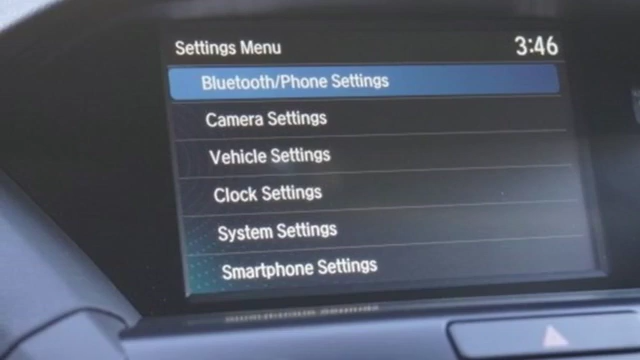 Settings Menu 3:46
Bluetooth/Phone Settings
Camera Settings
Vehicle Settings
Clock Settings
System Settings
Smartphone Settings